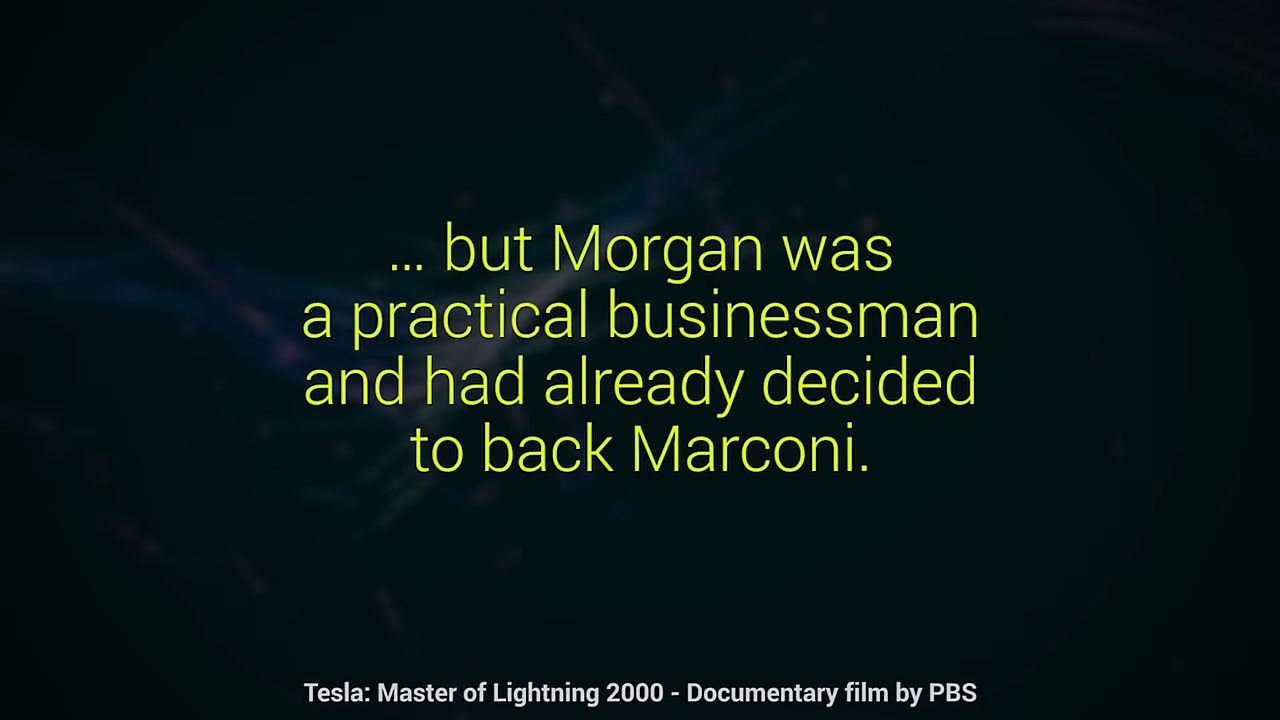 ... but Morgan was
a practical businessman
and had already decided
to back Marconi.
Tesla: Master of Lightning 2000 - Documentary film by PBS